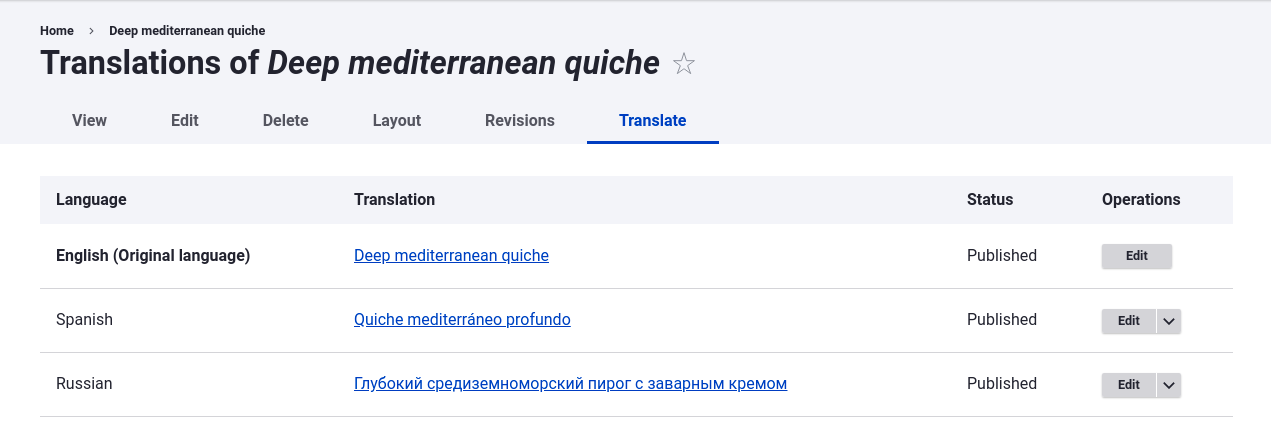 Home > Deep mediterranean quiche
Translations of Deep mediterranean quiche
View Edit Delete Layout Revisions Translate
Language Translation Status Operations
English (Original language) Deep mediterranean quiche Published Edit
Spanish Quiche mediterráneo profundo Published Edit
Russian Глубокий средиземноморский пирог с заварным кремом Published Edit